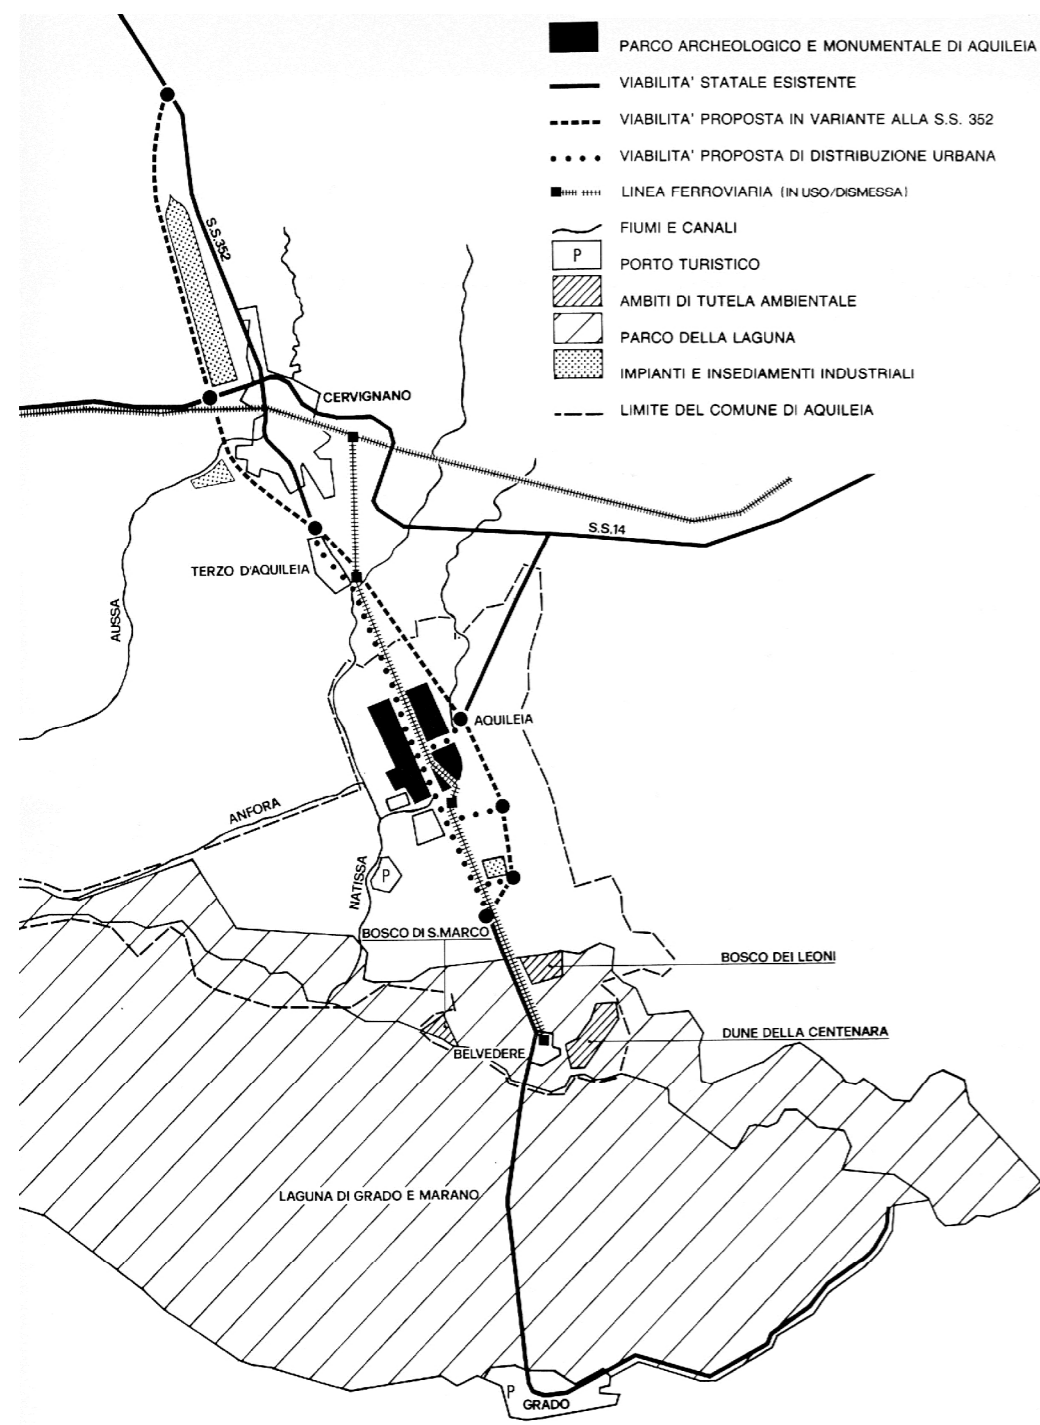 PARCO ARCHEOLOGICO E MONUMENTALE DI AQUILEIA
VIABILITA' STATALE ESISTENTE
VIABILITA' PROPOSTA IN VARIANTE ALLA S.S. 352
VIABILITA' PROPOSTA DI DISTRIBUZIONE URBANA
LINEA FERROVIARIA (IN USO/DISMESSA)
FIUMI E CANALI
P
PORTO TURISTICO
AMBITI DI TUTELA AMBIENTALE
PARCO DELLA LAGUNA
IMPIANTI E INSEDIAMENTI INDUSTRIALI
LIMITE DEL COMUNE DI AQUILEIA
S.S.352
CERVIGNANO
S.S.14
TERZO D'AQUILEIA
AUSSA
AQUILEIA
ANFORA
NATISSA
P
BOSCO DI S.MARCO
BOSCO DEI LEONI
DUNE DELLA CENTENARA
BELVEDERE
LAGUNA DI GRADO E MARANO
P
GRADO